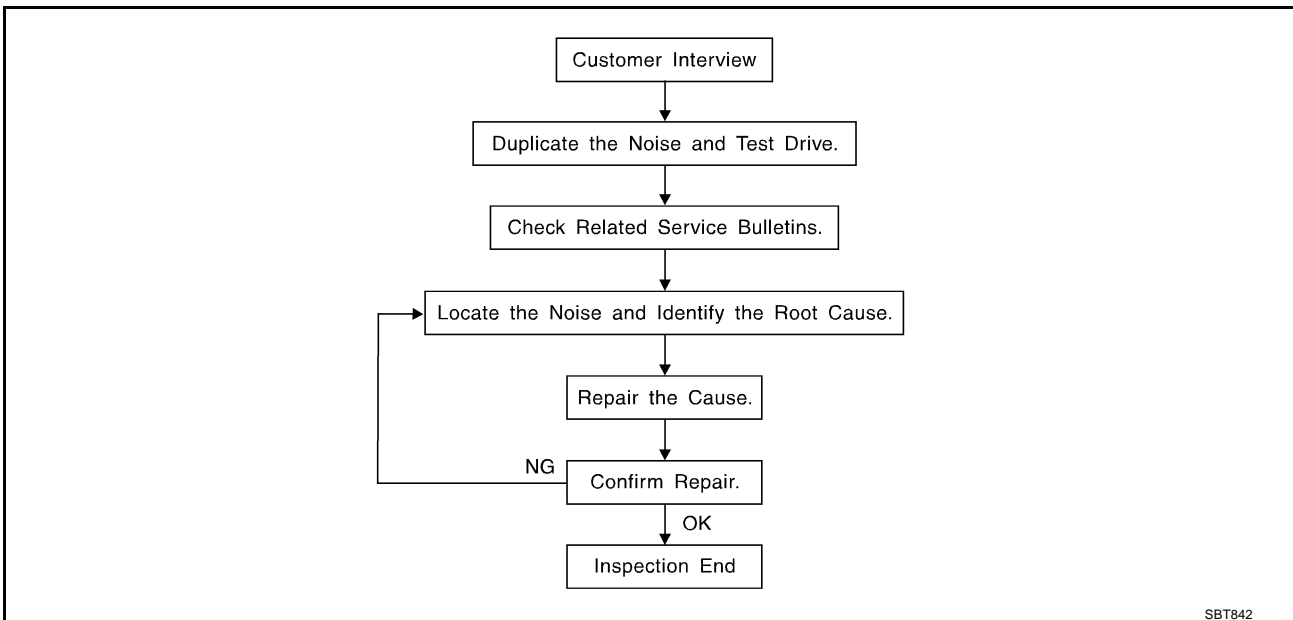 Customer Interview
Duplicate the Noise and Test Drive.
Check Related Service Bulletins.
Locate the Noise and Identify the Root Cause.
Repair the Cause.
NG
Confirm Repair.
OK
Inspection End
SBT842